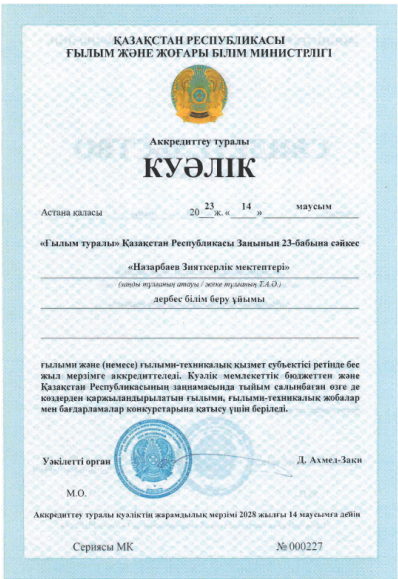 ҚАЗАҚСТАН РЕСПУБЛИКАСЫ
ҒЫЛЫМ ЖӘНЕ ЖОҒАРЫ БІЛІМ МИНИСТРЛІГІ
Аккредиттеу туралы
КУӘЛІК
Астана қаласы 2023 ж. «14» маусым
«Ғылым туралы» Қазақстан Республикасы Заңының 23-бабына сәйкес
«Назарбаев Зияткерлік мектептері»
(заңды тұлғаның атауы / жеке тұлғаның Т.А.Ә.)
дербес білім беру ұйымы
ғылыми және (немесе) ғылыми-техникалық қызмет субъектісі ретінде бес
жыл мерзімге аккредиттеледі. Куәлік мемлекеттік бюджеттен және
Қазақстан Республикасының заңнамасында тыйым салынбаған өзге де
көздерден қаржыландырылатын ғылыми, ғылыми-техникалық жобалар
мен бағдарламалар конкурстарына қатысу үшін беріледі.
Уәкілетті орган Д. Ахмед-Заки
М.О.
Аккредиттеу туралы куәліктің жарамдылық мерзімі 2028 жылғы 14 маусымға дейін
Сериясы МК № 000227